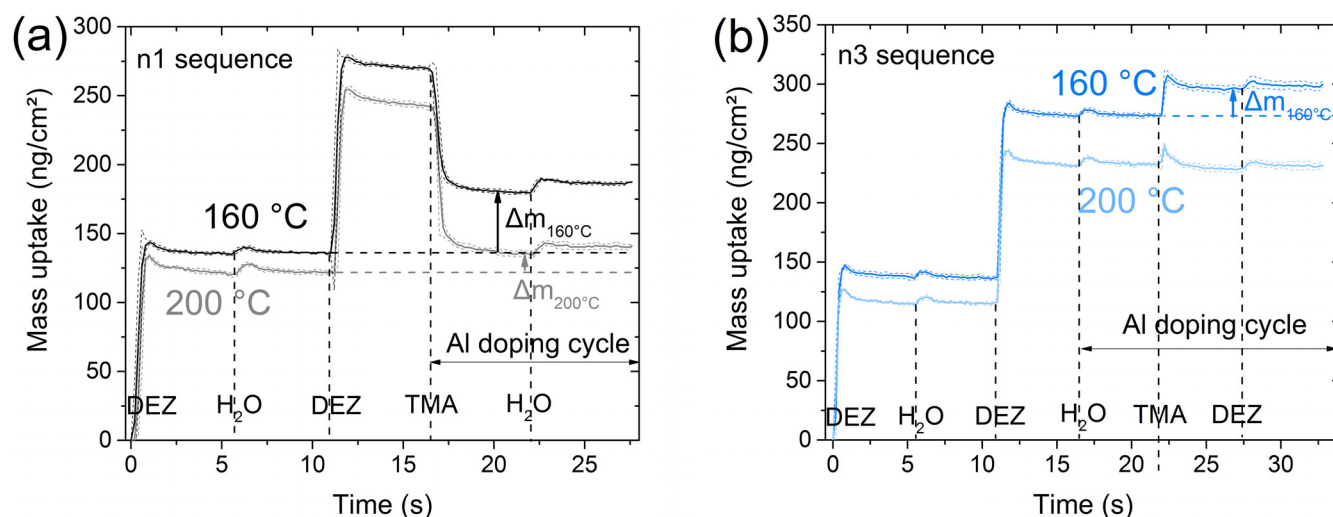 (a)
n1 sequence
300
250
200
150
100
50
0
Mass uptake (ng/cm²)
160 °C
200 °C
Δm160°C
Δm200°C
Al doping cycle
DEZ H₂O DEZ TMA H₂O
0 5 10 15 20 25
Time (s)
(b)
n3 sequence
350
300
250
200
150
100
50
0
Mass uptake (ng/cm²)
160 °C
Δm160°C
200 °C
Al doping cycle
DEZ H₂O DEZ H₂O TMA DEZ
0 5 10 15 20 25 30
Time (s)